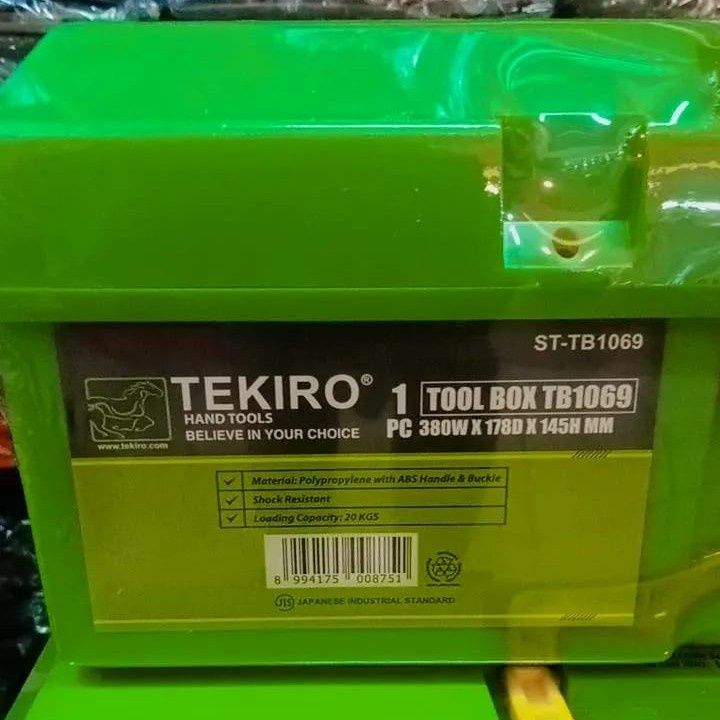 ST-TB1069
TEKIRO®
HAND TOOLS
BELIEVE IN YOUR CHOICE
www.tekiro.com
1 PC
TOOL BOX TB1069
380W X 178D X 145H MM
Material: Polypropylene with ABS Handle & Buckle
Shock Resistant
Loading Capacity: 20 KGS
8 994175 008751
JIS JAPANESE INDUSTRIAL STANDARD